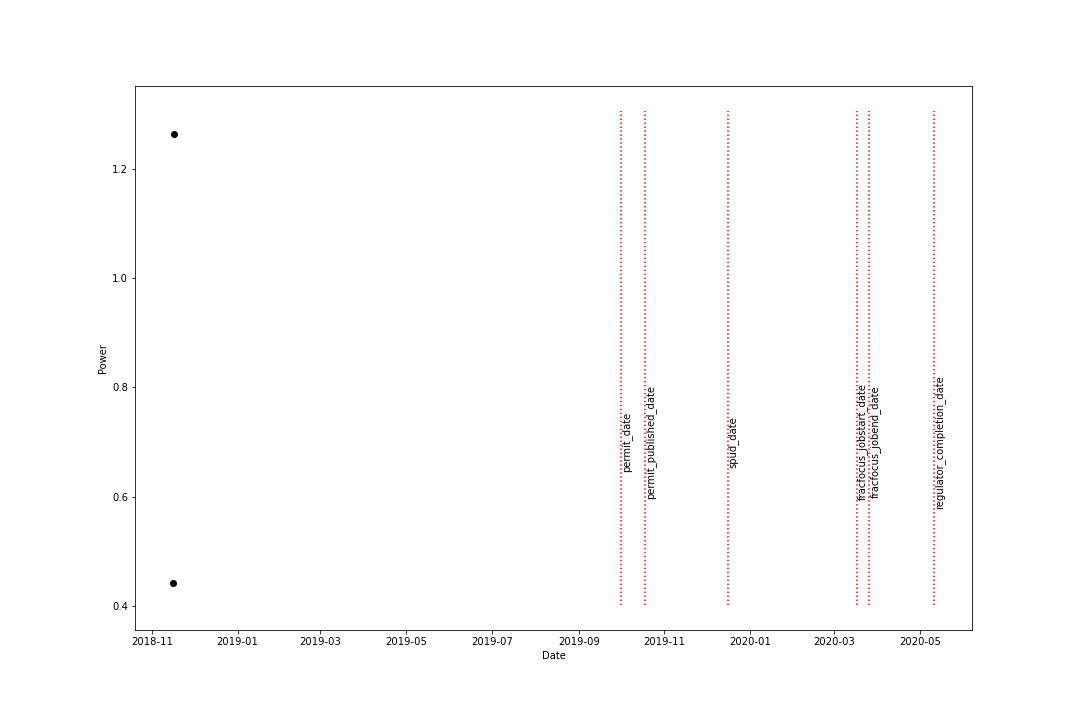 1.2
1.0
0.8
0.6
0.4
Power
permit_date
permit_published_date
spud_date
fracfocus_jobstart_date
fracfocus_jobend_date
regulator_completion_date
2018-11 2019-01 2019-03 2019-05 2019-07 2019-09 2019-11 2020-01 2020-03 2020-05
Date